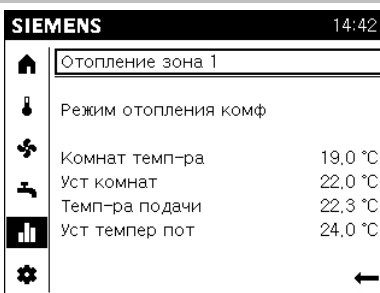 SIEMENS 14:42
Отопление зона 1
Режим отопления комф
Комнат темп-ра 19,0 °C
Уст комнат 22,0 °C
Темп-ра подачи 22,3 °C
Уст темпер пот 24,0 °C